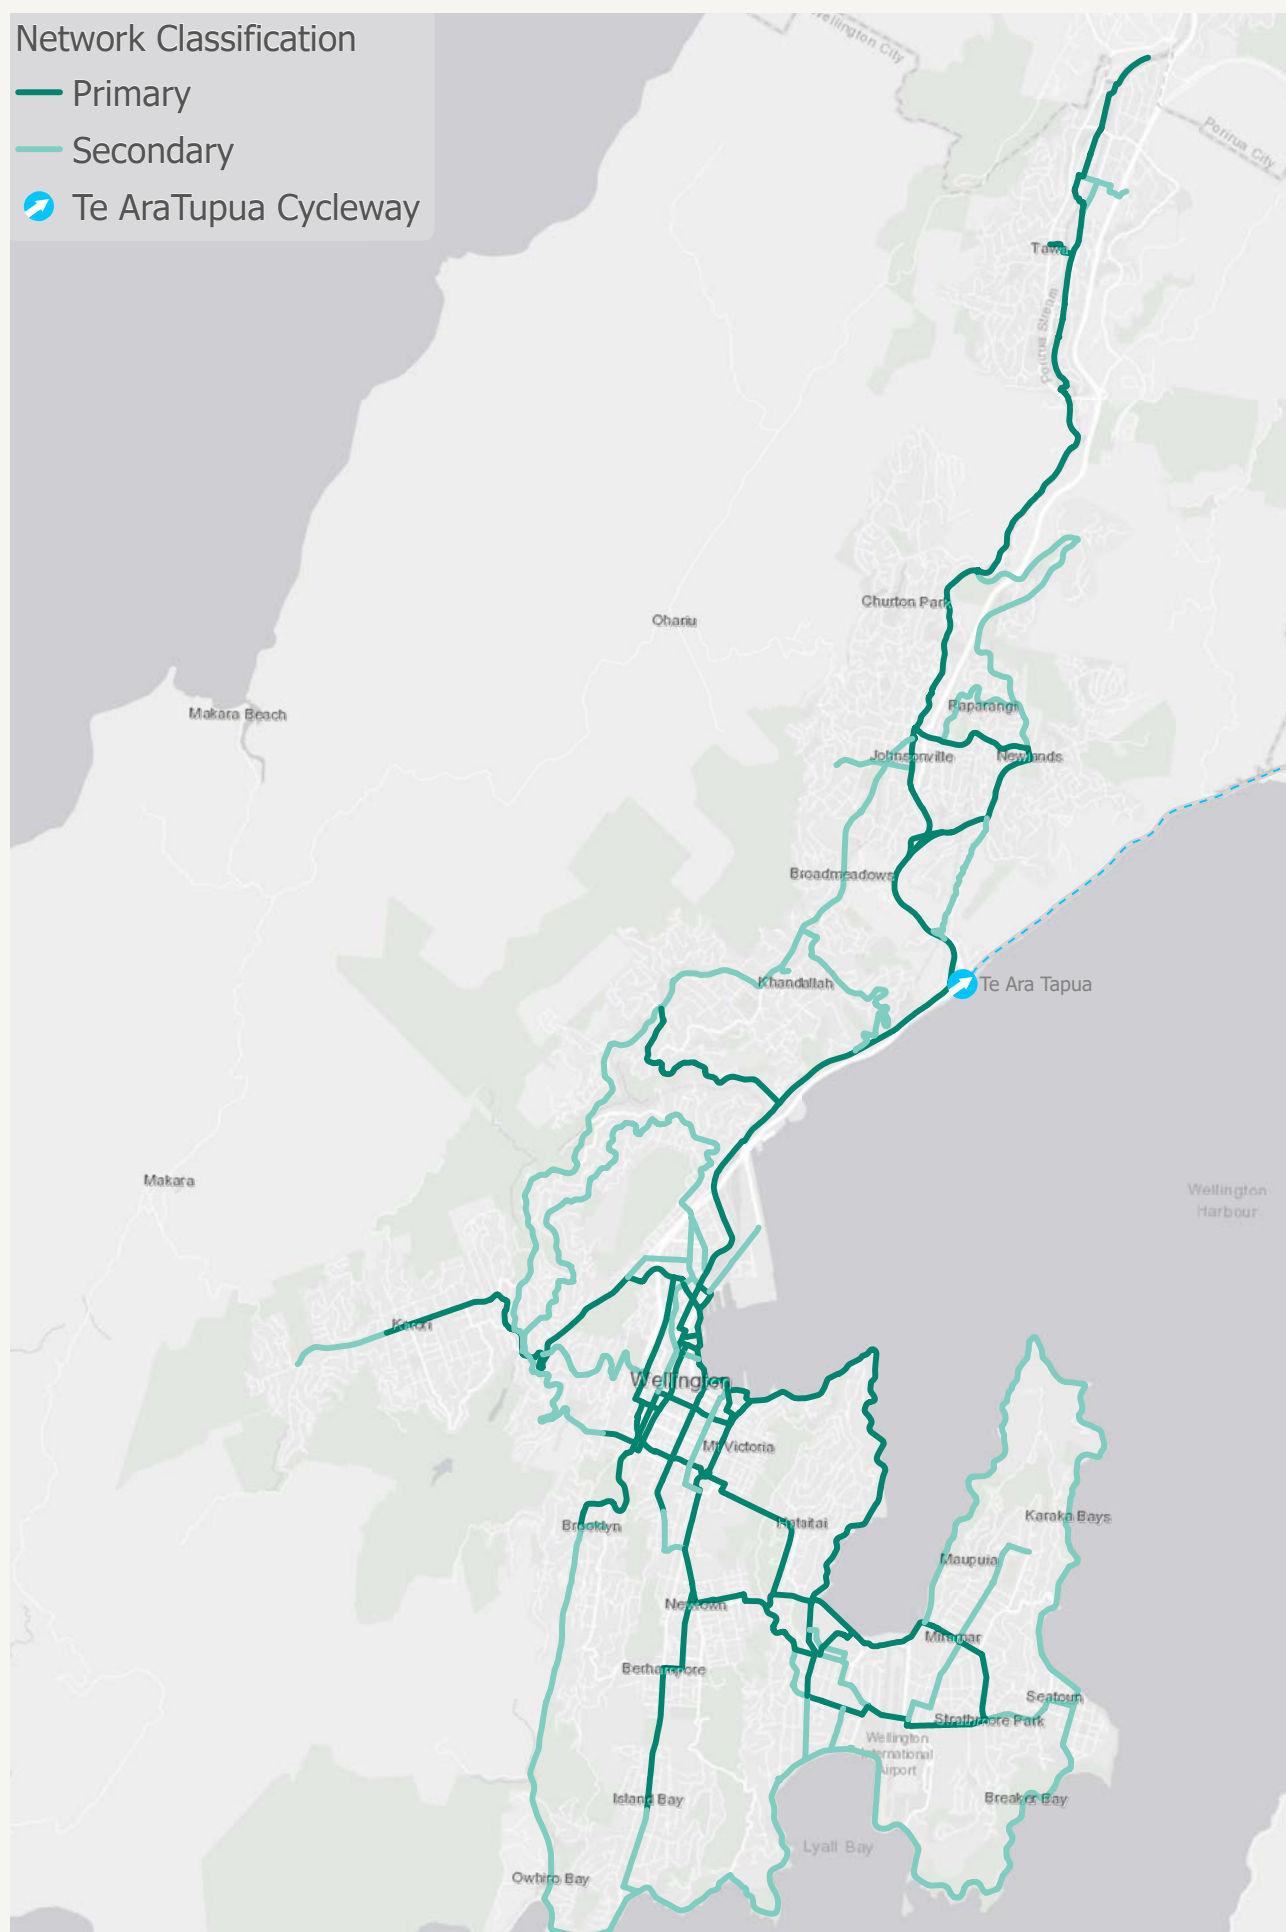 Network Classification
Primary
Secondary
Te AraTupua Cycleway
Wellington City
Porirua City
Tawa
Porirua Stream
Churton Park
Ohariu
Makara Beach
Paparangi
Johnsonville
Newlands
Broadmeadows
Khandallah
Te Ara Tapua
Makara
Wellington
Harbour
Karori
Wellington
Mt Victoria
Brooklyn
Hataitai
Karaka Bays
Maupuia
Newtown
Miramar
Berhampore
Seatoun
Strathmore Park
Wellington
International
Airport
Island Bay
Breaker Bay
Lyall Bay
Owhiro Bay